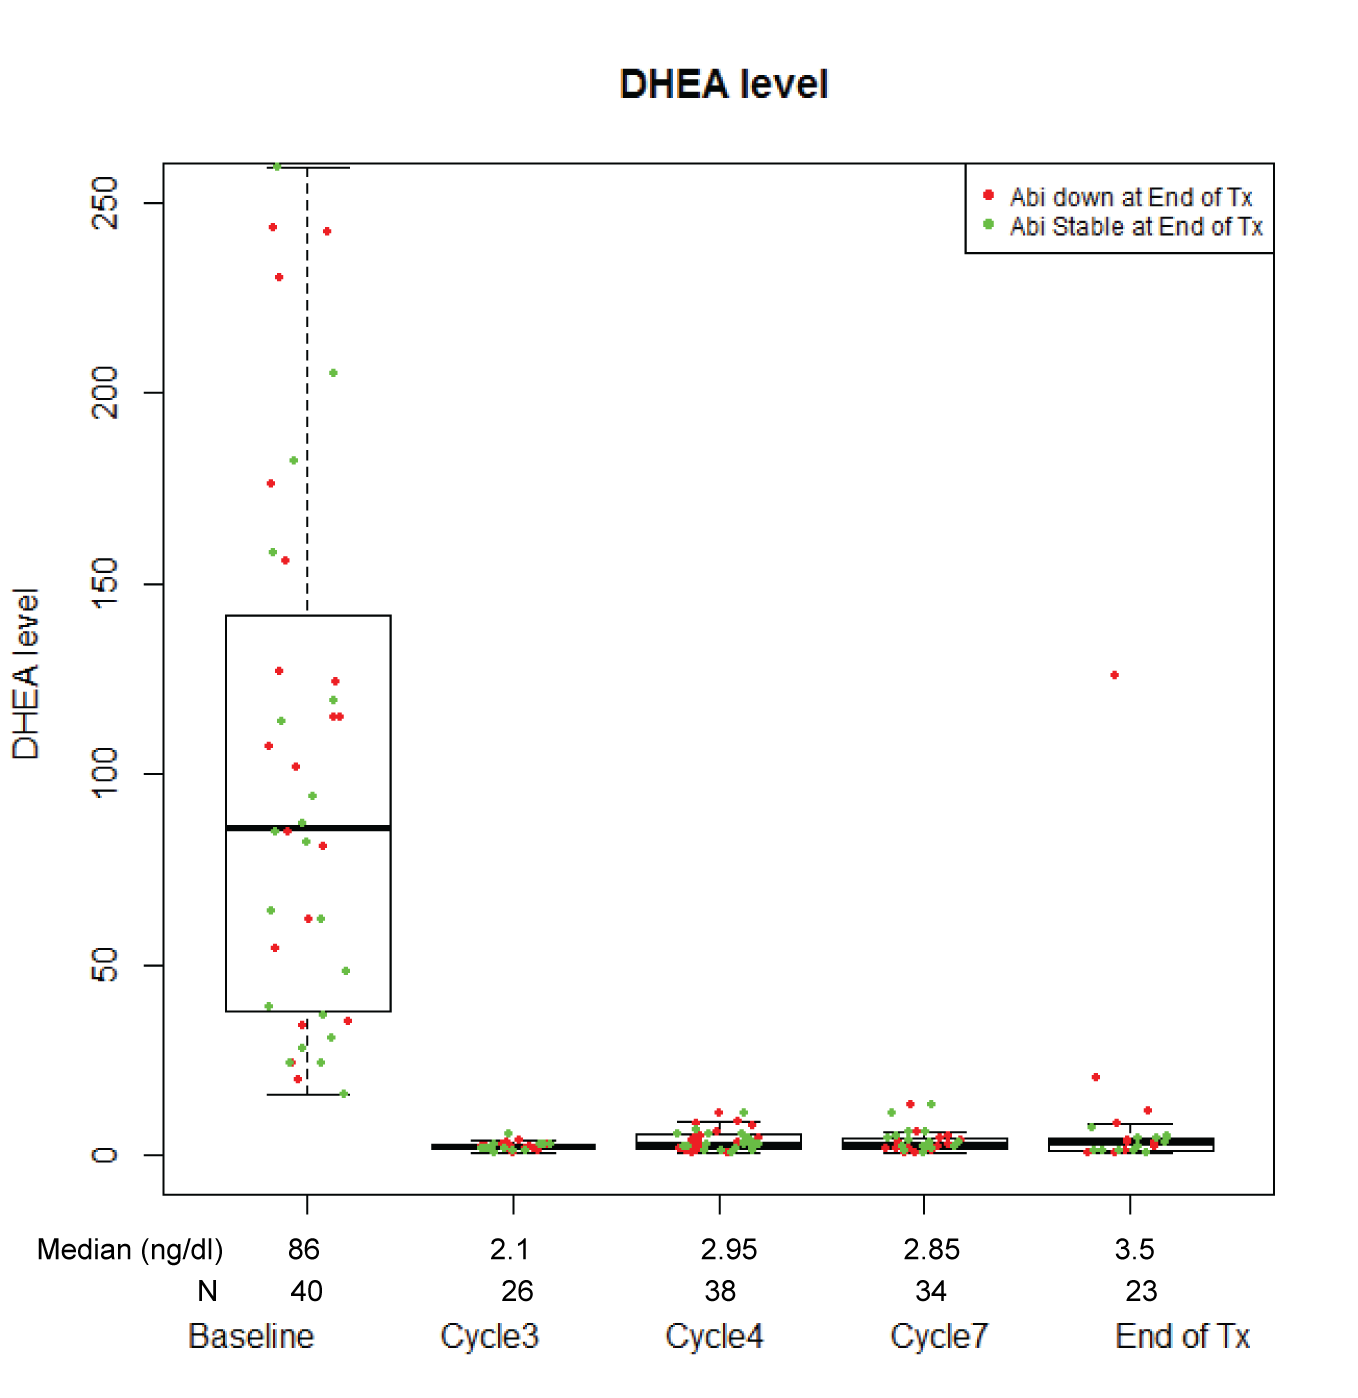 DHEA level
Abi down at End of Tx
Abi Stable at End of Tx
DHEA level
250
200
150
100
50
0
Median (ng/dl) 86 2.1 2.95 2.85 3.5
N 40 26 38 34 23
Baseline Cycle3 Cycle4 Cycle7 End of Tx